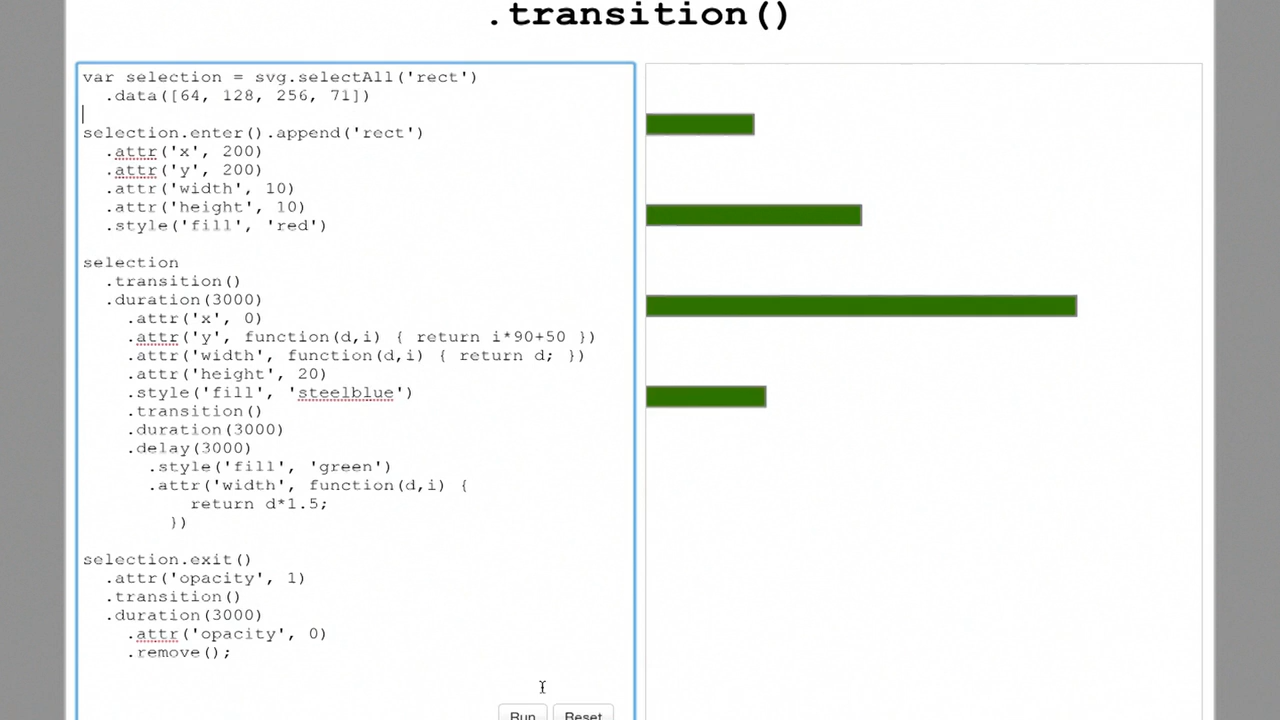 .transition()
var selection = svg.selectAll('rect')
.data([64, 128, 256, 71])
selection.enter().append('rect')
.attr('x', 200)
.attr('y', 200)
.attr('width', 10)
.attr('height', 10)
.style('fill', 'red')
selection
.transition()
.duration(3000)
.attr('x', 0)
.attr('y', function(d,i) { return i*90+50 })
.attr('width', function(d,i) { return d; })
.attr('height', 20)
.style('fill', 'steelblue')
.transition()
.duration(3000)
.delay(3000)
.style('fill', 'green')
.attr('width', function(d,i) {
return d*1.5;
})
selection.exit()
.attr('opacity', 1)
.transition()
.duration(3000)
.attr('opacity', 0)
.remove();
Run Reset